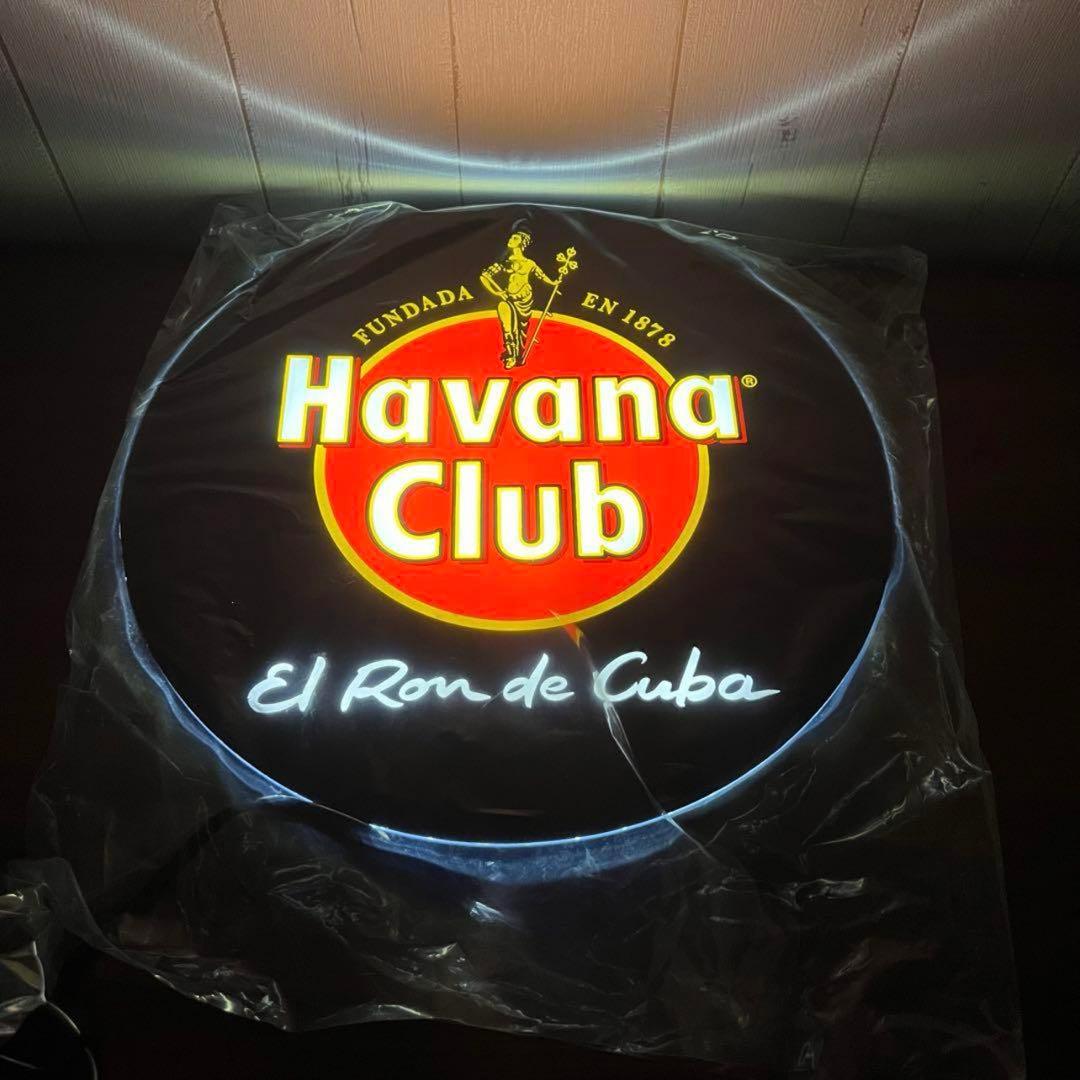 FUNDADA EN 1878
Havana®
Club
El Ron de Cuba